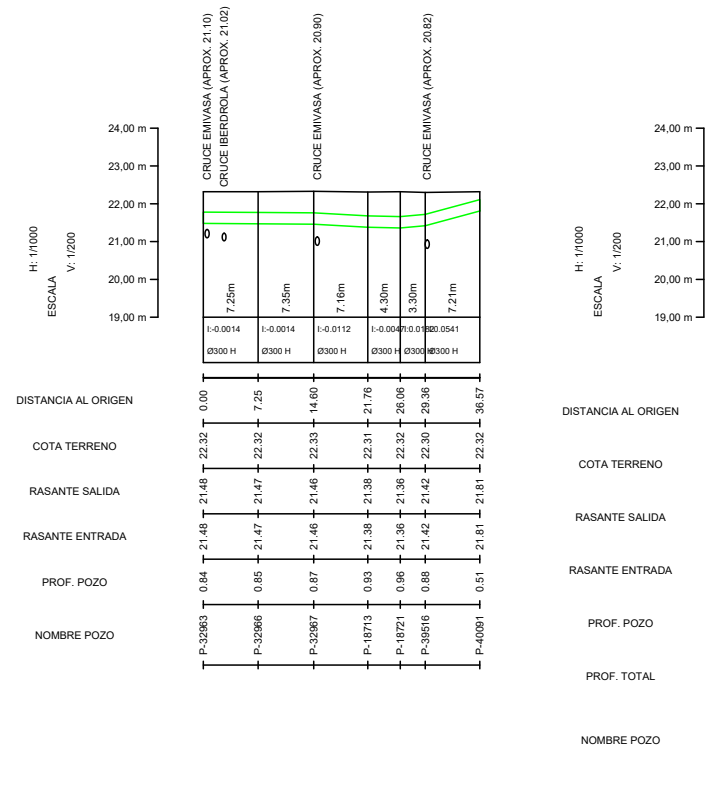 CRUCE EMIVASA (APROX. 21.10)
CRUCE IBERDROLA (APROX. 21.02)
CRUCE EMIVASA (APROX. 20.90)
CRUCE EMIVASA (APROX. 20.82)
24,00 m
23,00 m
22,00 m
21,00 m
20,00 m
19,00 m
H: 1/1000
ESCALA
V: 1/200
24,00 m
23,00 m
22,00 m
21,00 m
20,00 m
19,00 m
H: 1/1000
ESCALA
V: 1/200
7.25m 7.35m 7.16m 4.30m 3.30m 7.21m
I:-0.0014 I:-0.0014 I:-0.0112 I:-0.0047 I:0.0182 I:0.0541
Ø300 H Ø300 H Ø300 H Ø300 H Ø300 H Ø300 H
DISTANCIA AL ORIGEN 0.00 7.25 14.60 21.76 26.06 29.36 36.57
COTA TERRENO 22.32 22.32 22.33 22.31 22.32 22.30 22.32
RASANTE SALIDA 21.48 21.47 21.46 21.38 21.36 21.42 21.81
RASANTE ENTRADA 21.48 21.47 21.46 21.38 21.36 21.42 21.81
PROF. POZO 0.84 0.85 0.87 0.93 0.96 0.88 0.51
NOMBRE POZO P-32963 P-32966 P-32967 P-18713 P-18721 P-39516 P-40091
DISTANCIA AL ORIGEN
COTA TERRENO
RASANTE SALIDA
RASANTE ENTRADA
PROF. POZO
PROF. TOTAL
NOMBRE POZO